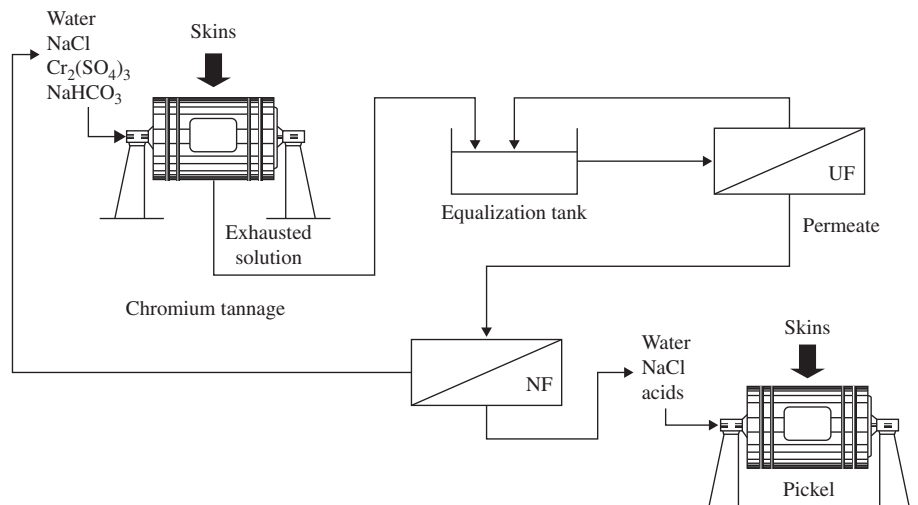 Water
NaCl
Cr₂(SO₄)₃
NaHCO₃
Skins
Exhausted
solution
Chromium tannage
Equalization tank
UF
Permeate
NF
Water
NaCl
acids
Skins
Pickel